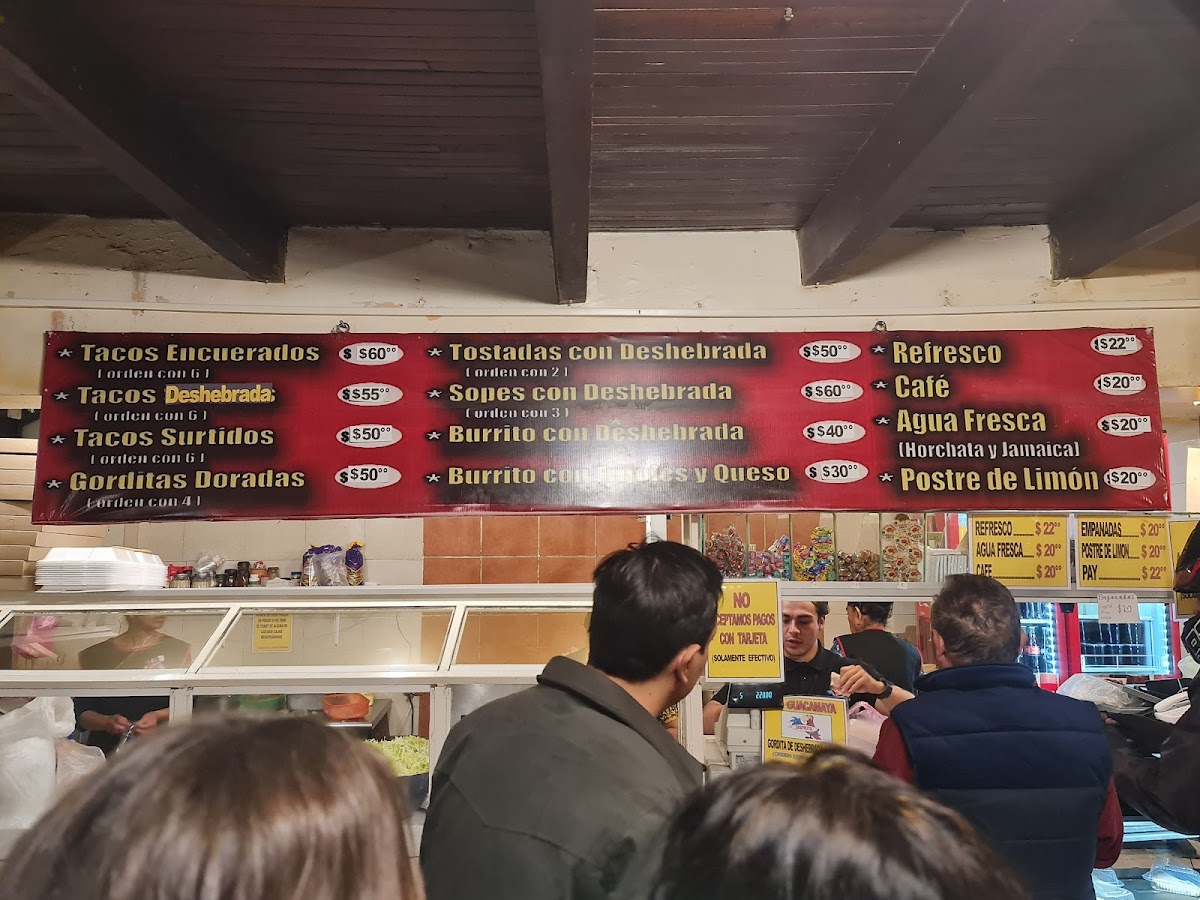 * Tacos Encuerados $ $60°°
( orden con 6 )
* Tacos Deshebrada $ $55°°
( orden con 6 )
* Tacos Surtidos $ $50°°
( orden con 6 )
* Gorditas Doradas $ $50°°
( orden con 4 )
* Tostadas con Deshebrada $ $50°°
( orden con 2 )
* Sopes con Deshebrada $ $60°°
( orden con 3 )
* Burrito con Deshebrada $ $40°°
* Burrito con Frijoles y Queso $ $30°°
* Refresco $ $22°°
* Café $ $20°°
* Agua Fresca $ $20°°
(Horchata y Jamaica)
* Postre de Limón $ $20°°
REFRESCO ............ $ 22
AGUA FRESCA ..... $ 20
CAFE .................. $ 20
EMPANADAS ............ $ 20
POSTRE DE LIMON ..... $ 20
PAY .................. $ 22
Empanadas
$20
NO
ACEPTAMOS PAGOS
CON TARJETA
(SOLAMENTE EFECTIVO)
GUACAMAYA
GORDITA DE DESHEBRADA